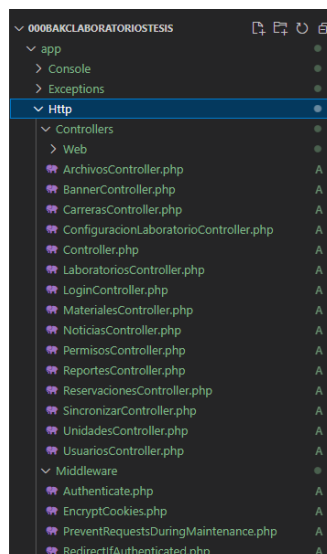 000BAKCLABORATORIOSTESIS
app
Console
Exceptions
Http
Controllers
Web
ArchivosController.php A
BannerController.php A
CarrerasController.php A
ConfiguracionLaboratorioController.php A
Controller.php A
LaboratoriosController.php A
LoginController.php A
MaterialesController.php A
NoticiasController.php A
PermisosController.php A
ReportesController.php A
ReservacionesController.php A
SincronizarController.php A
UnidadesController.php A
UsuariosController.php A
Middleware
Authenticate.php A
EncryptCookies.php A
PreventRequestsDuringMaintenance.php A
RedirectIfAuthenticated.php A